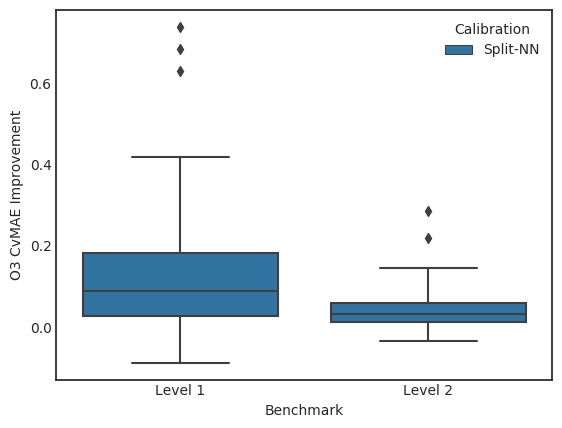 Calibration
Split-NN
O3 CvMAE Improvement
0.6
0.4
0.2
0.0
Level 1
Level 2
Benchmark